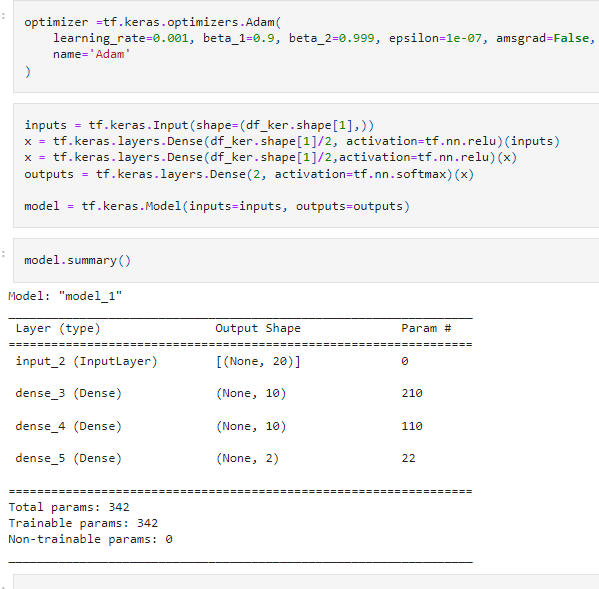 optimizer =tf.keras.optimizers.Adam(
    learning_rate=0.001, beta_1=0.9, beta_2=0.999, epsilon=1e-07, amsgrad=False,
    name='Adam'
)
inputs = tf.keras.Input(shape=(df_ker.shape[1],))
x = tf.keras.layers.Dense(df_ker.shape[1]/2, activation=tf.nn.relu)(inputs)
x = tf.keras.layers.Dense(df_ker.shape[1]/2,activation=tf.nn.relu)(x)
outputs = tf.keras.layers.Dense(2, activation=tf.nn.softmax)(x)
model = tf.keras.Model(inputs=inputs, outputs=outputs)
model.summary()
Model: "model_1"
_________________________________________________________________
Layer (type)                Output Shape              Param #
=================================================================
input_2 (InputLayer)        [(None, 20)]              0
dense_3 (Dense)             (None, 10)                210
dense_4 (Dense)             (None, 10)                110
dense_5 (Dense)             (None, 2)                 22
=================================================================
Total params: 342
Trainable params: 342
Non-trainable params: 0
_________________________________________________________________